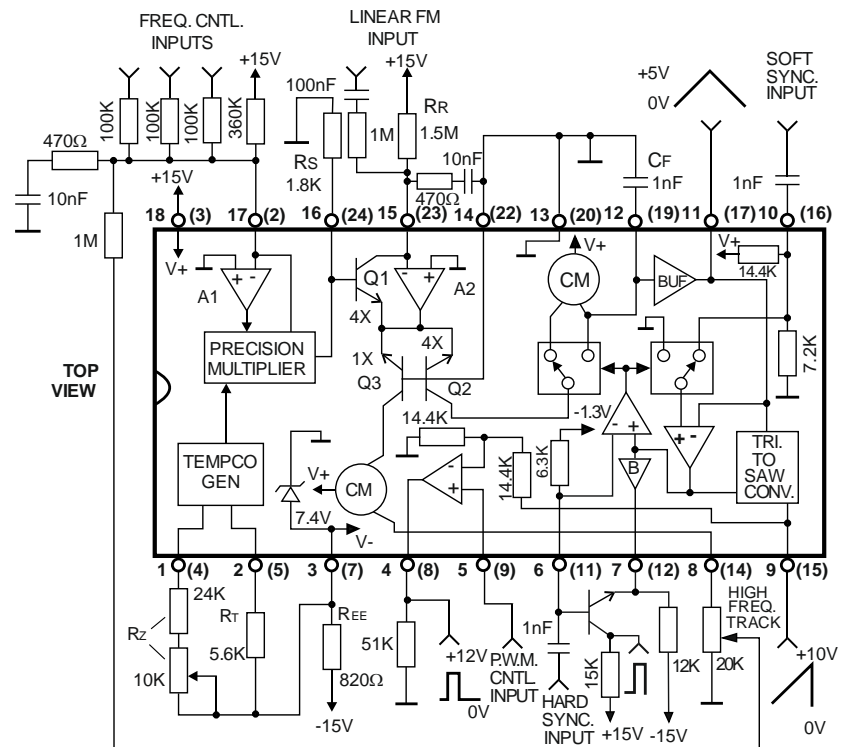 FREQ. CNTL.
INPUTS
LINEAR FM
INPUT
SOFT
SYNC.
INPUT
+15V
+15V
100nF
+5V
0V
100K
100K
100K
360K
470Ω
1M
RR
1.5M
RS
1.8K
10nF
470Ω
CF
1nF
1nF
10nF
+15V
1M
18 (3)
17 (2)
16 (24)
15 (23)
14 (22)
13 (20)
12 (19)
11 (17)
10 (16)
V+
+ -
A1
Q1
4X
- +
A2
V+
CM
BUF
V+
14.4K
7.2K
TOP
VIEW
PRECISION
MULTIPLIER
1X
4X
Q3
Q2
14.4K
-1.3V
- +
+ -
6.3K
B
TEMPCO
GEN
V+
CM
7.4V
V-
-
+
14.4K
TRI.
TO
SAW
CONV.
1 (4)
2 (5)
3 (7)
4 (8)
5 (9)
6 (11)
7 (12)
8 (14)
9 (15)
24K
RZ
10K
RT
5.6K
REE
820Ω
-15V
51K
+12V
0V
P.W.M.
CNTL
INPUT
1nF
HARD
SYNC.
INPUT
15K
+15V
12K
-15V
HIGH
FREQ.
TRACK
20K
+10V
0V